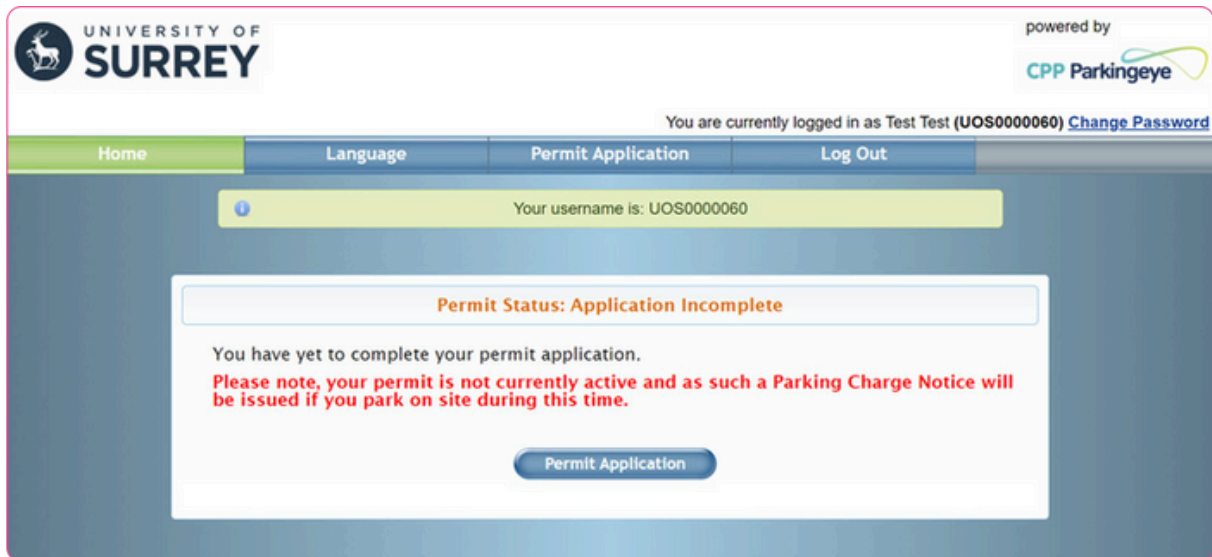 UNIVERSITY OF
SURREY
powered by
CPP Parkingeye
You are currently logged in as Test Test (UOS0000060) Change Password
Home Language Permit Application Log Out
Your username is: UOS0000060
Permit Status: Application Incomplete
You have yet to complete your permit application.
Please note, your permit is not currently active and as such a Parking Charge Notice will
be issued if you park on site during this time.
Permit Application